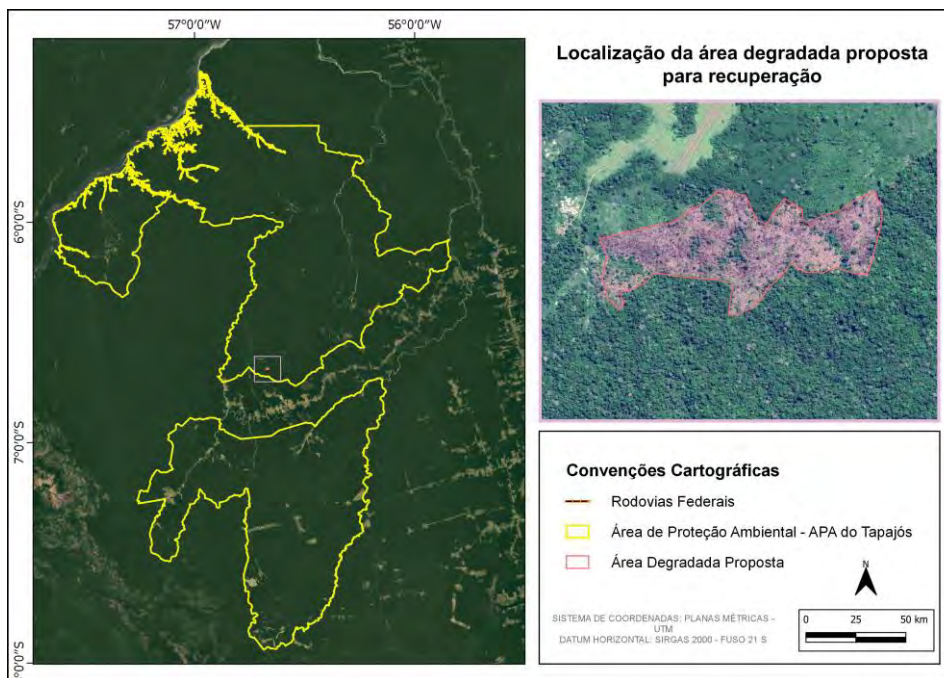 57°0'0"W
56°0'0"W
6°0'0"S
7°0'0"S
°0'0"S
Localização da área degradada proposta
para recuperação
Convenções Cartográficas
Rodovias Federais
Área de Proteção Ambiental - APA do Tapajós
Área Degradada Proposta
N
SISTEMA DE COORDENADAS: PLANAS MÉTRICAS -
UTM
DATUM HORIZONTAL: SIRGAS 2000 - FUSO 21 S
0 25 50 km